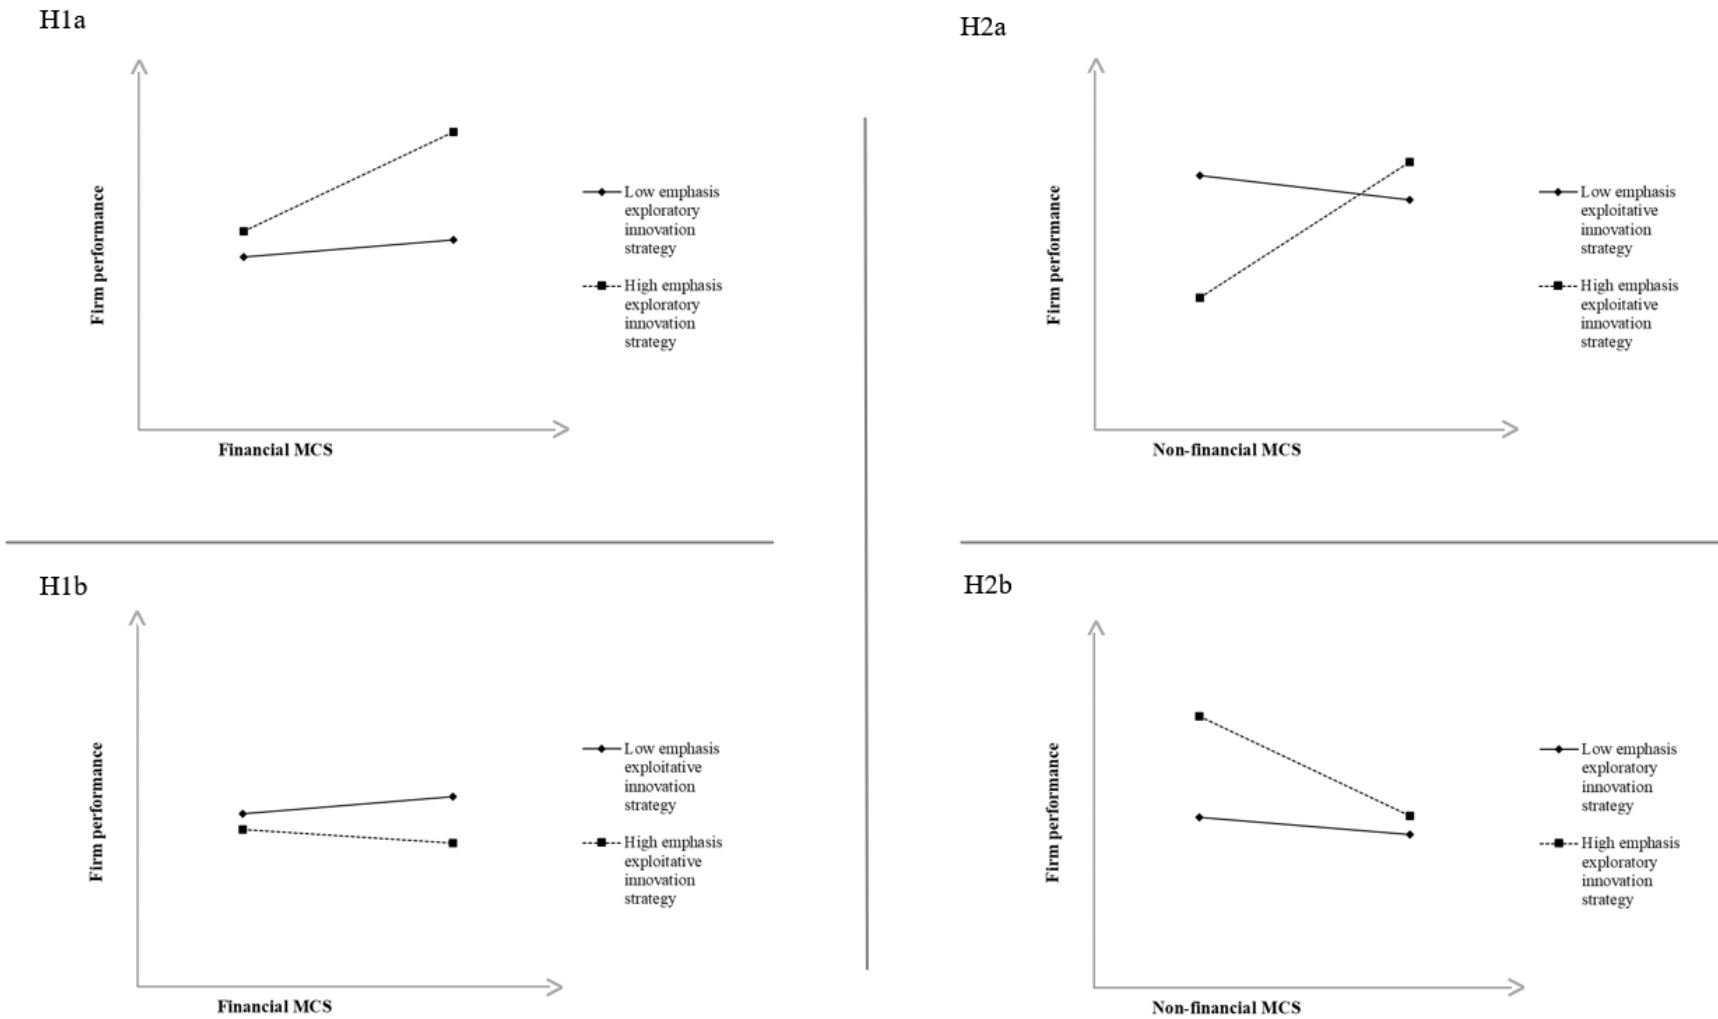 H1a
Firm performance
Low emphasis
exploratory
innovation
strategy
High emphasis
exploratory
innovation
strategy
Financial MCS
H2a
Firm performance
Low emphasis
exploitative
innovation
strategy
High emphasis
exploitative
innovation
strategy
Non-financial MCS
H1b
Firm performance
Low emphasis
exploitative
innovation
strategy
High emphasis
exploitative
innovation
strategy
Financial MCS
H2b
Firm performance
Low emphasis
exploratory
innovation
strategy
High emphasis
exploratory
innovation
strategy
Non-financial MCS